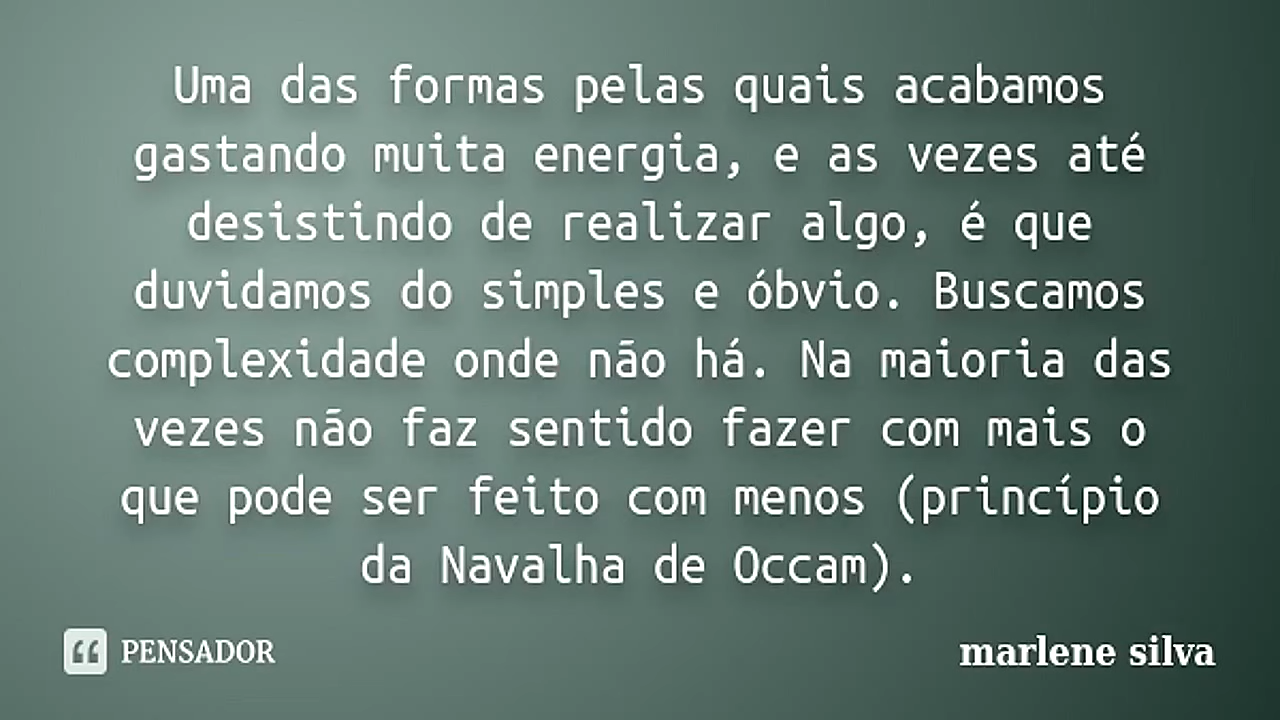 Uma das formas pelas quais acabamos
gastando muita energia, e as vezes até
desistindo de realizar algo, é que
duvidamos do simples e óbvio. Buscamos
complexidade onde não há. Na maioria das
vezes não faz sentido fazer com mais o
que pode ser feito com menos (princípio
da Navalha de Occam).
PENSADOR
marlene silva